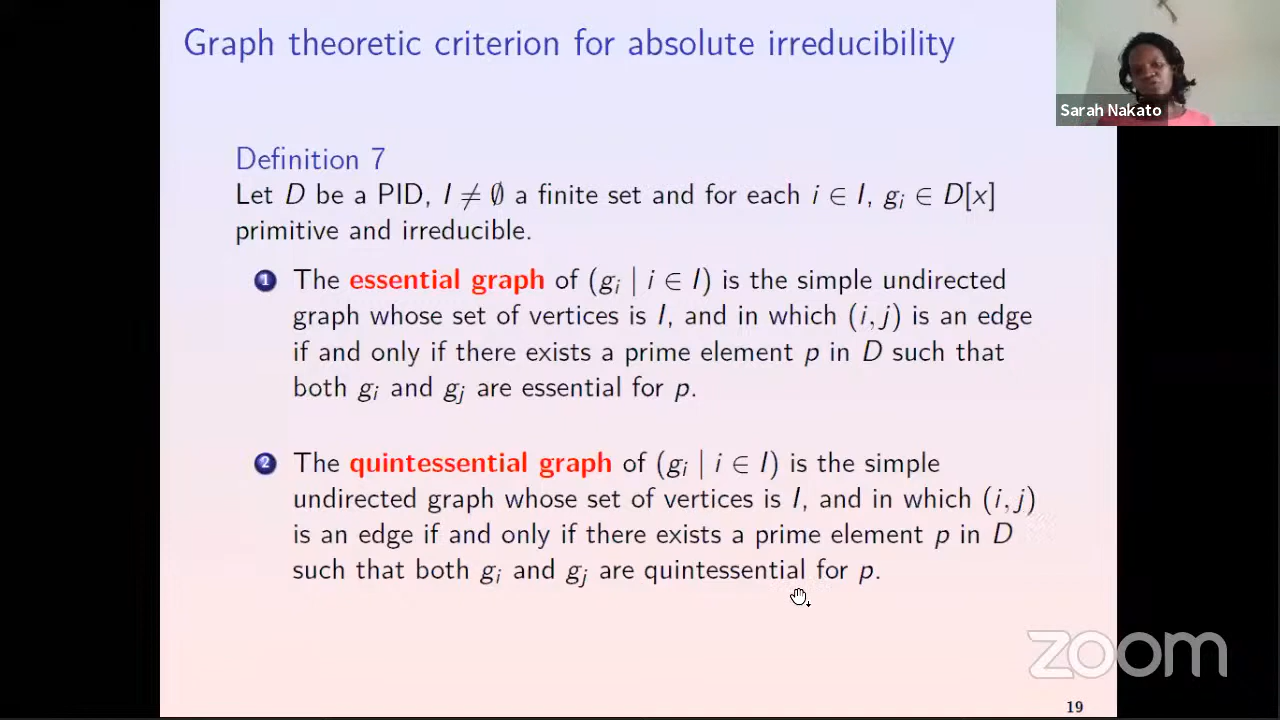 Graph theoretic criterion for absolute irreducibility
Sarah Nakato
Definition 7
Let D be a PID, I ≠ ∅ a finite set and for each i ∈ I, g_i ∈ D[x]
primitive and irreducible.
1 The essential graph of (g_i | i ∈ I) is the simple undirected
graph whose set of vertices is I, and in which (i, j) is an edge
if and only if there exists a prime element p in D such that
both g_i and g_j are essential for p.
2 The quintessential graph of (g_i | i ∈ I) is the simple
undirected graph whose set of vertices is I, and in which (i, j)
is an edge if and only if there exists a prime element p in D
such that both g_i and g_j are quintessential for p.
zoom
19